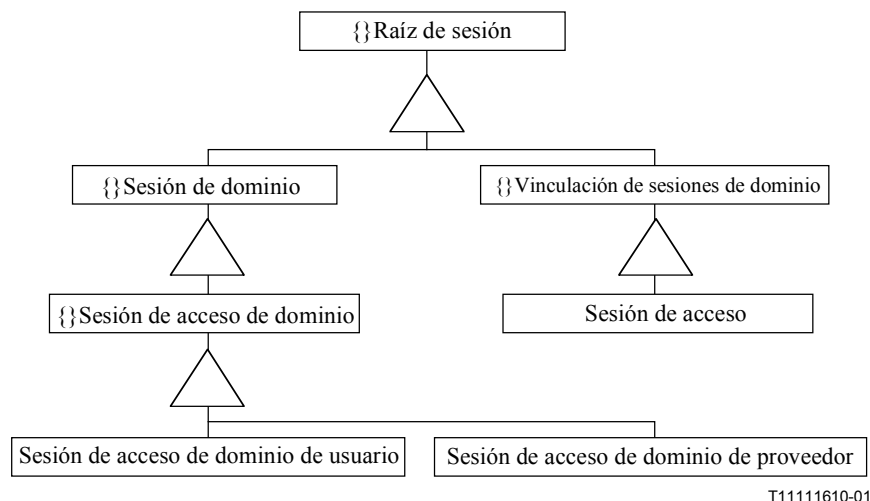 {}Raíz de sesión
{}Sesión de dominio
{}Vinculación de sesiones de dominio
{}Sesión de acceso de dominio
Sesión de acceso
Sesión de acceso de dominio de usuario
Sesión de acceso de dominio de proveedor
T11111610-01